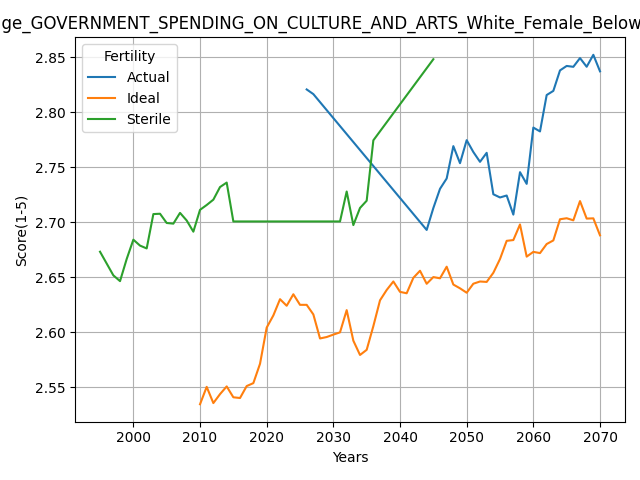 ge_GOVERNMENT_SPENDING_ON_CULTURE_AND_ARTS_White_Female_Below
Fertility
Actual
Ideal
Sterile
Score(1-5)
2.85
2.80
2.75
2.70
2.65
2.60
2.55
2000 2010 2020 2030 2040 2050 2060 2070
Years